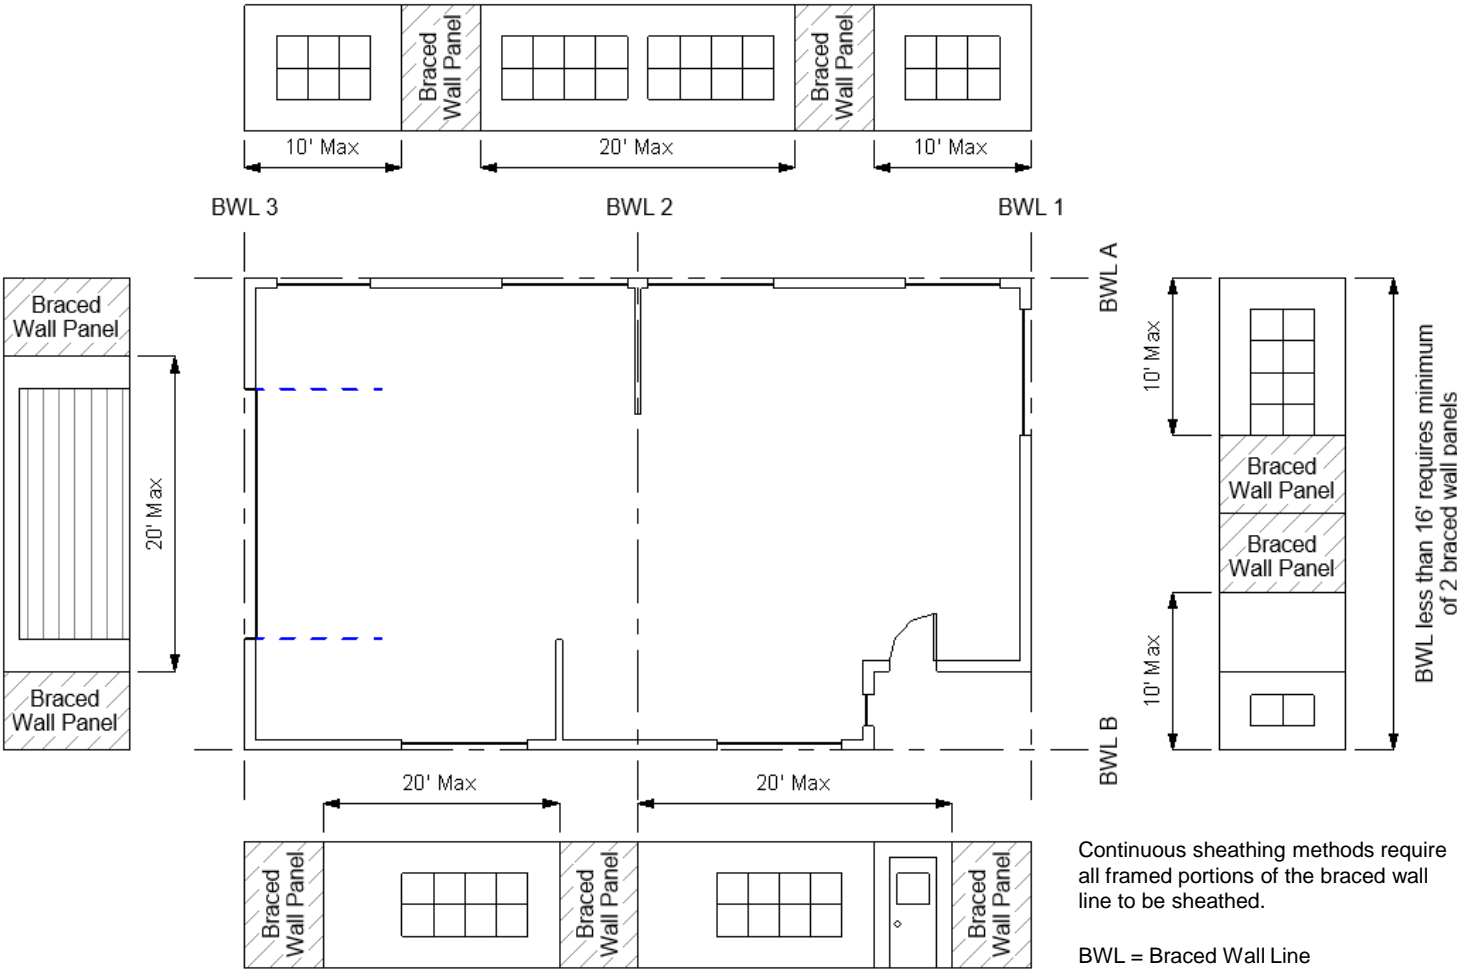 Braced
Wall Panel
Braced
Wall Panel
10' Max
20' Max
10' Max
BWL 3
BWL 2
BWL 1
BWL A
Braced
Wall Panel
20' Max
Braced
Wall Panel
10' Max
Braced
Wall Panel
Braced
Wall Panel
10' Max
BWL less than 16' requires minimum
of 2 braced wall panels
BWL B
20' Max
20' Max
Braced
Wall Panel
Braced
Wall Panel
Braced
Wall Panel
Continuous sheathing methods require
all framed portions of the braced wall
line to be sheathed.
BWL = Braced Wall Line